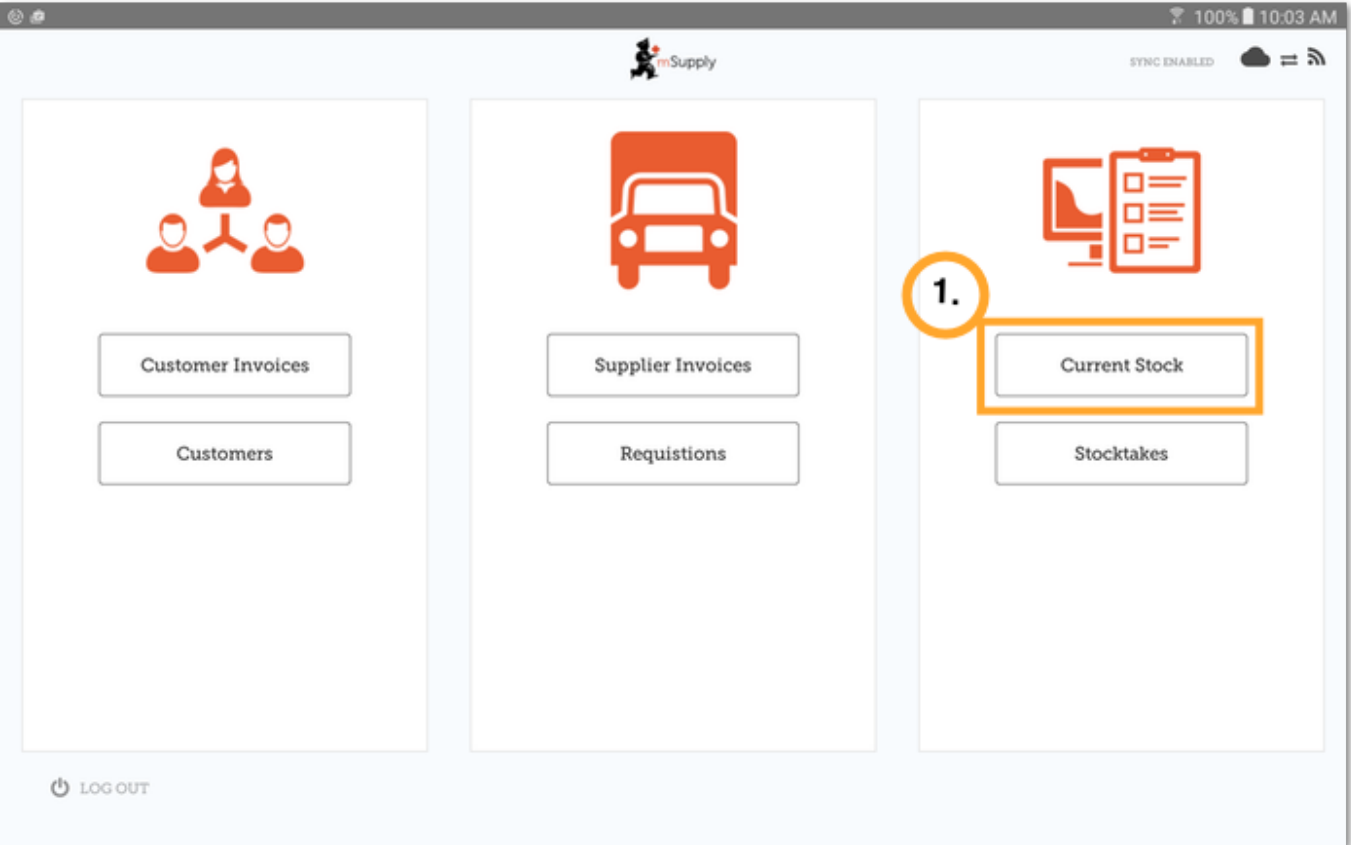 100% 10:03 AM
mSupply
SYNC ENABLED
1.
Customer Invoices
Supplier Invoices
Current Stock
Customers
Requistions
Stocktakes
LOG OUT